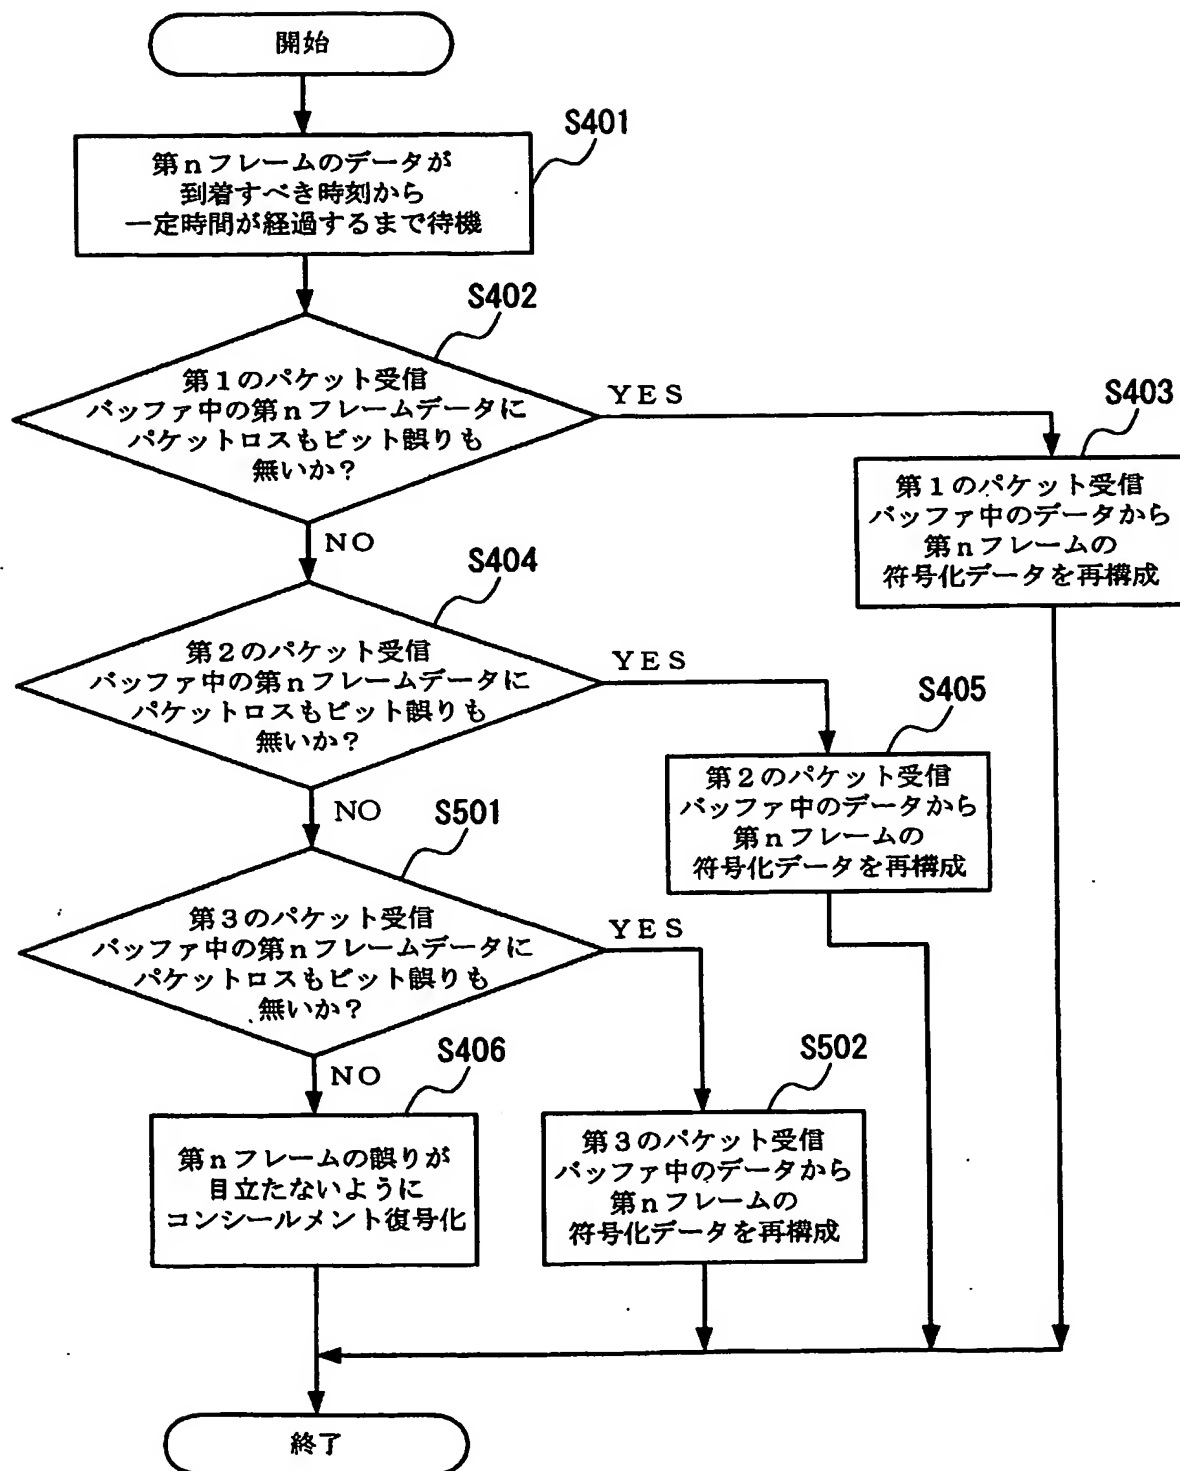 開始
S401
第nフレームのデータが
到着すべき時刻から
一定時間が経過するまで待機
S402
第1のパケット受信
バッファ中の第nフレームデータに
パケットロスもビット誤りも
無いか?
YES
S403
第1のパケット受信
バッファ中のデータから
第nフレームの
符号化データを再構成
NO
S404
第2のパケット受信
バッファ中の第nフレームデータに
パケットロスもビット誤りも
無いか?
YES
S405
第2のパケット受信
バッファ中のデータから
第nフレームの
符号化データを再構成
NO
S501
第3のパケット受信
バッファ中の第nフレームデータに
パケットロスもビット誤りも
無いか?
YES
S502
第3のパケット受信
バッファ中のデータから
第nフレームの
符号化データを再構成
NO
S406
第nフレームの誤りが
目立たないように
コンシールメント復号化
終了